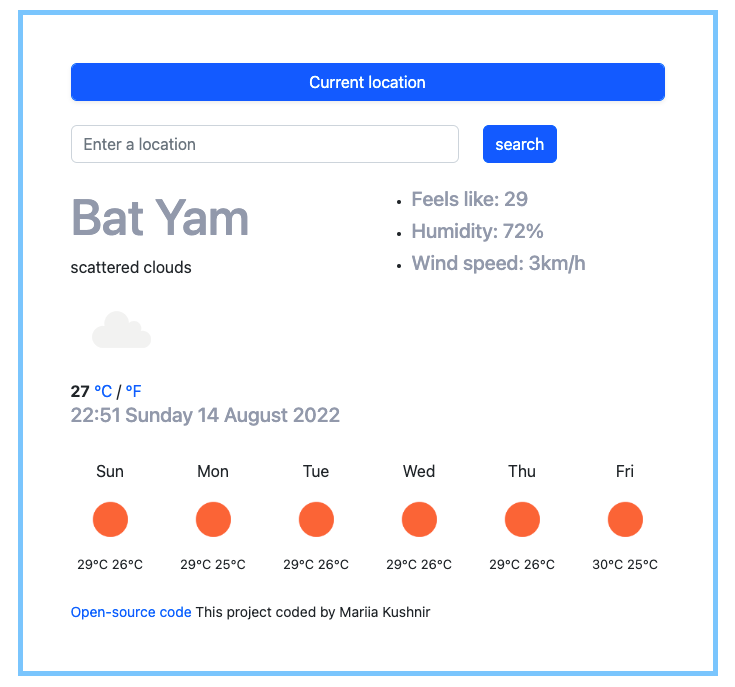 Current location
Enter a location
search
Bat Yam
scattered clouds
• Feels like: 29
• Humidity: 72%
• Wind speed: 3km/h
27 °C / °F
22:51 Sunday 14 August 2022
Sun Mon Tue Wed Thu Fri
29°C 26°C 29°C 25°C 29°C 26°C 29°C 26°C 29°C 26°C 30°C 25°C
Open-source code This project coded by Mariia Kushnir